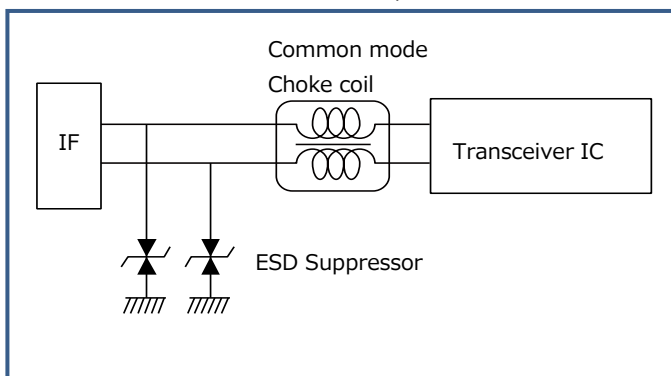 Common mode
Choke coil
IF
Transceiver IC
ESD Suppressor